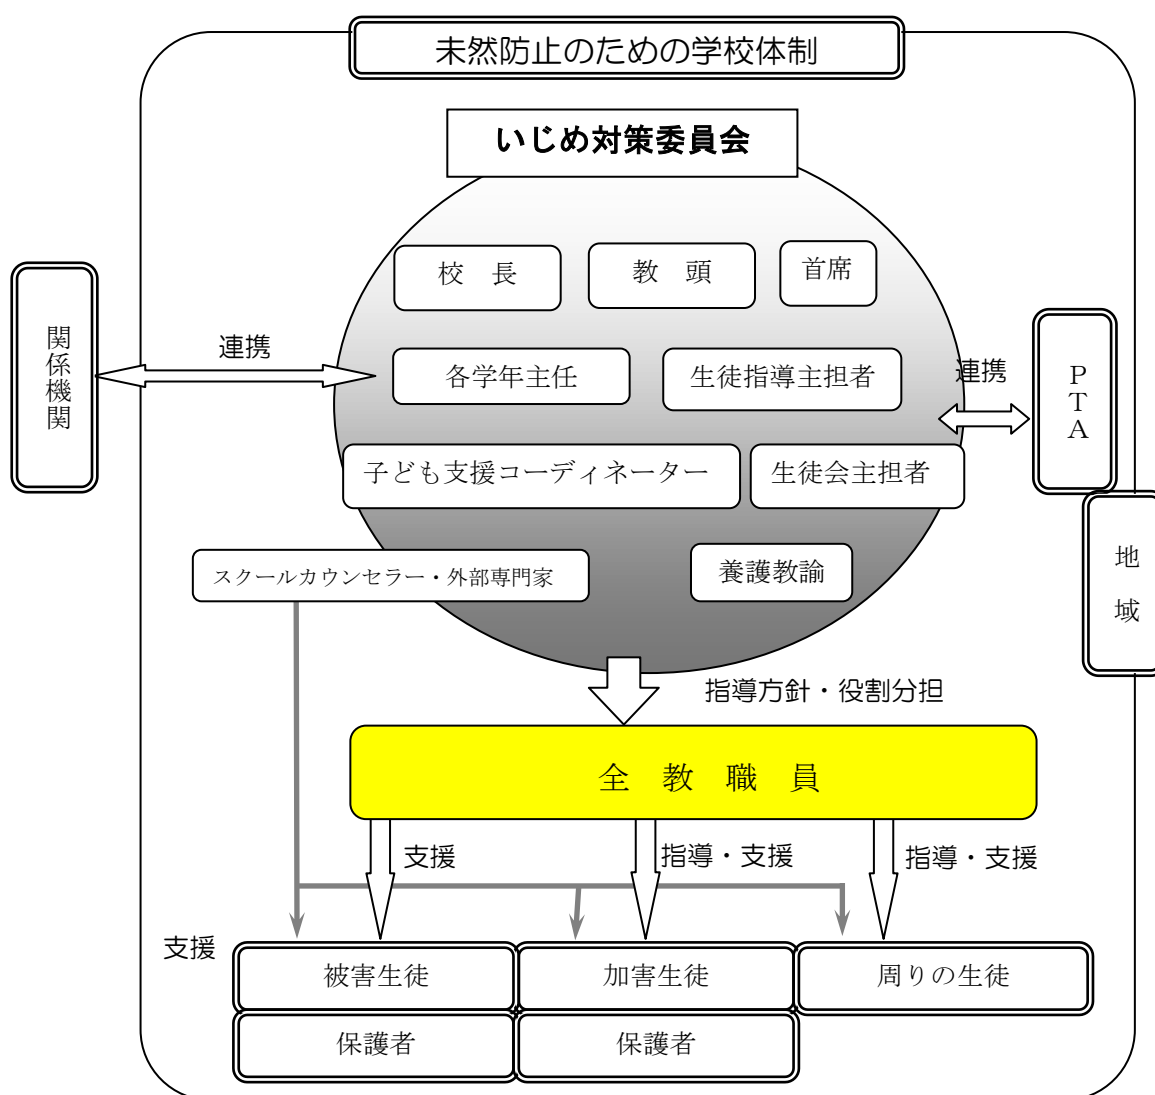 未然防止のための学校体制
いじめ対策委員会
校　長
教　頭
首席
関係機関
連携
各学年主任
生徒指導主担者
連携
ＰＴＡ
子ども支援コーディネーター
生徒会主担者
地域
スクールカウンセラー・外部専門家
養護教諭
指導方針・役割分担
全　教　職　員
支援
指導・支援
指導・支援
支援
被害生徒
加害生徒
周りの生徒
保護者
保護者